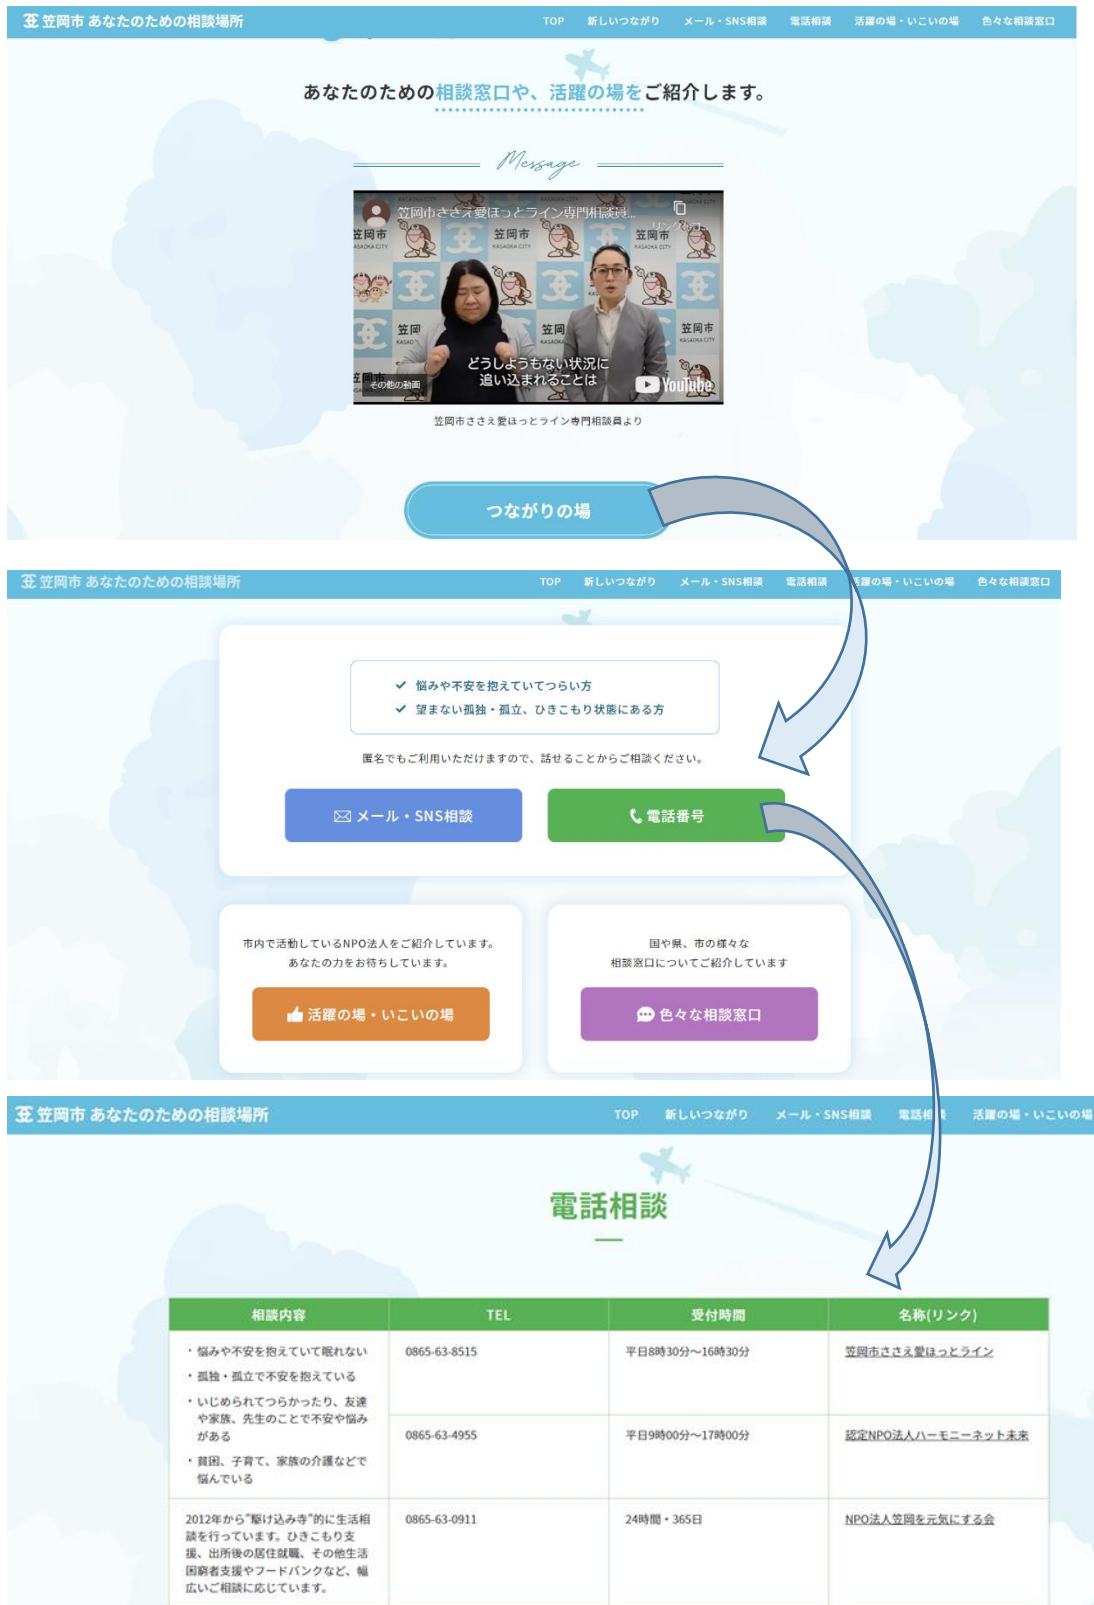 笠岡市 あなたのための相談場所
TOP 新しいつながり メール・SNS相談 電話相談 活躍の場・いこいの場 色々な相談窓口
あなたのための相談窓口や、活躍の場をご紹介します。
Message
笠岡市ささえ愛ほっとライン専門相談員...
笠岡市
KASAOKA CITY
笠岡市
KASAOKA CITY
笠岡市
KASAOKA CITY
笠岡
笠岡
笠岡市
KASAOKA CITY
どうしようもない状況に
追い込まれることは
その他の動画
YouTube
笠岡市ささえ愛ほっとライン専門相談員より
つながりの場
笠岡市 あなたのための相談場所
TOP 新しいつながり メール・SNS相談 電話相談 活躍の場・いこいの場 色々な相談窓口
悩みや不安を抱えていてつらい方
望まない孤独・孤立、ひきこもり状態にある方
匿名でもご利用いただけますので、話せることからご相談ください。
メール・SNS相談
電話番号
市内で活動しているNPO法人をご紹介しています。
あなたの力をお待ちしています。
活躍の場・いこいの場
国や県、市の様々な
相談窓口についてご紹介しています
色々な相談窓口
笠岡市 あなたのための相談場所
TOP 新しいつながり メール・SNS相談 電話相談 活躍の場・いこいの場
電話相談
相談内容 TEL 受付時間 名称(リンク)
・悩みや不安を抱えていて眠れない
・孤独・孤立で不安を抱えている
・いじめられてつらかったり、友達
や家族、先生のことで不安や悩み
がある
・貧困、子育て、家族の介護などで
悩んでいる
0865-63-8515 平日8時30分～16時30分 笠岡市ささえ愛ほっとライン
0865-63-4955 平日9時00分～17時00分 認定NPO法人ハーモニーネット未来
2012年から"駆け込み寺"的に生活相
談を行っています。ひきこもり支
援、出所後の居住就職、その他生活
困窮者支援やフードバンクなど、幅
広いご相談に応じています。
0865-63-0911 24時間・365日 NPO法人笠岡を元気にする会